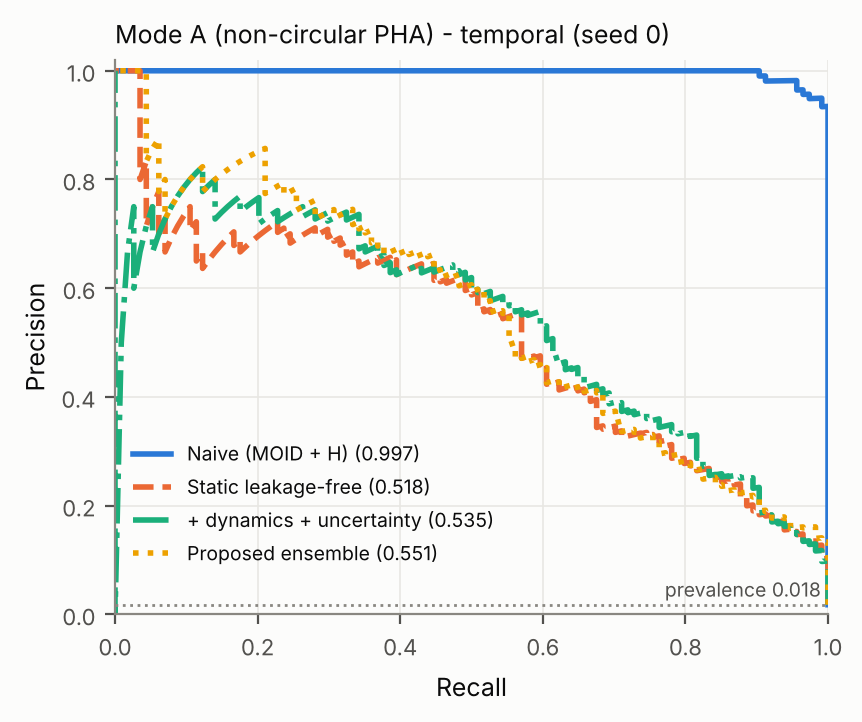 Mode A (non-circular PHA) - temporal (seed 0)
1.0
0.8
0.6
0.4
0.2
0.0
Precision
Naive (MOID + H) (0.997)
Static leakage-free (0.518)
+ dynamics + uncertainty (0.535)
Proposed ensemble (0.551)
prevalence 0.018
0.0 0.2 0.4 0.6 0.8 1.0
Recall